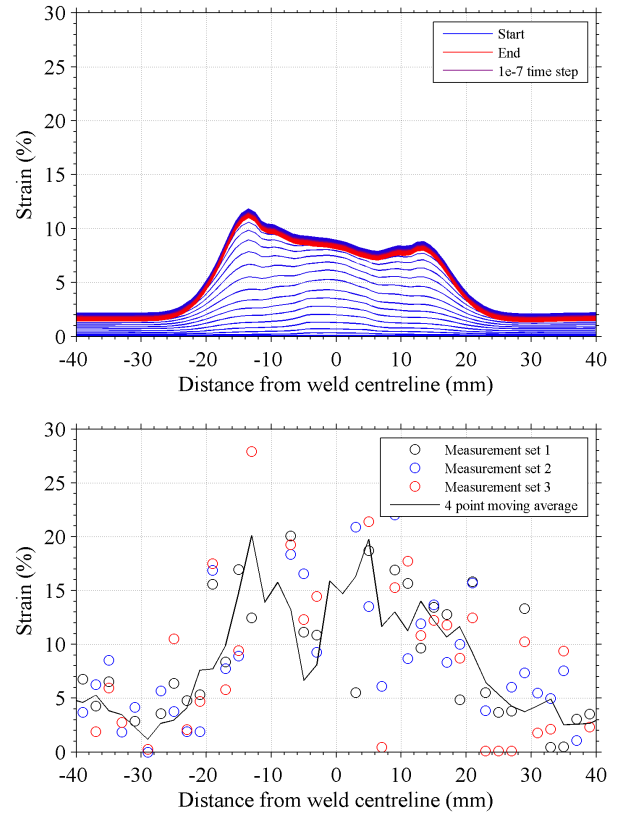 30
25
20
15
10
5
0
Strain (%)
Start
End
1e-7 time step
-40 -30 -20 -10 0 10 20 30 40
Distance from weld centreline (mm)
30
25
20
15
10
5
0
Strain (%)
Measurement set 1
Measurement set 2
Measurement set 3
4 point moving average
-40 -30 -20 -10 0 10 20 30 40
Distance from weld centreline (mm)